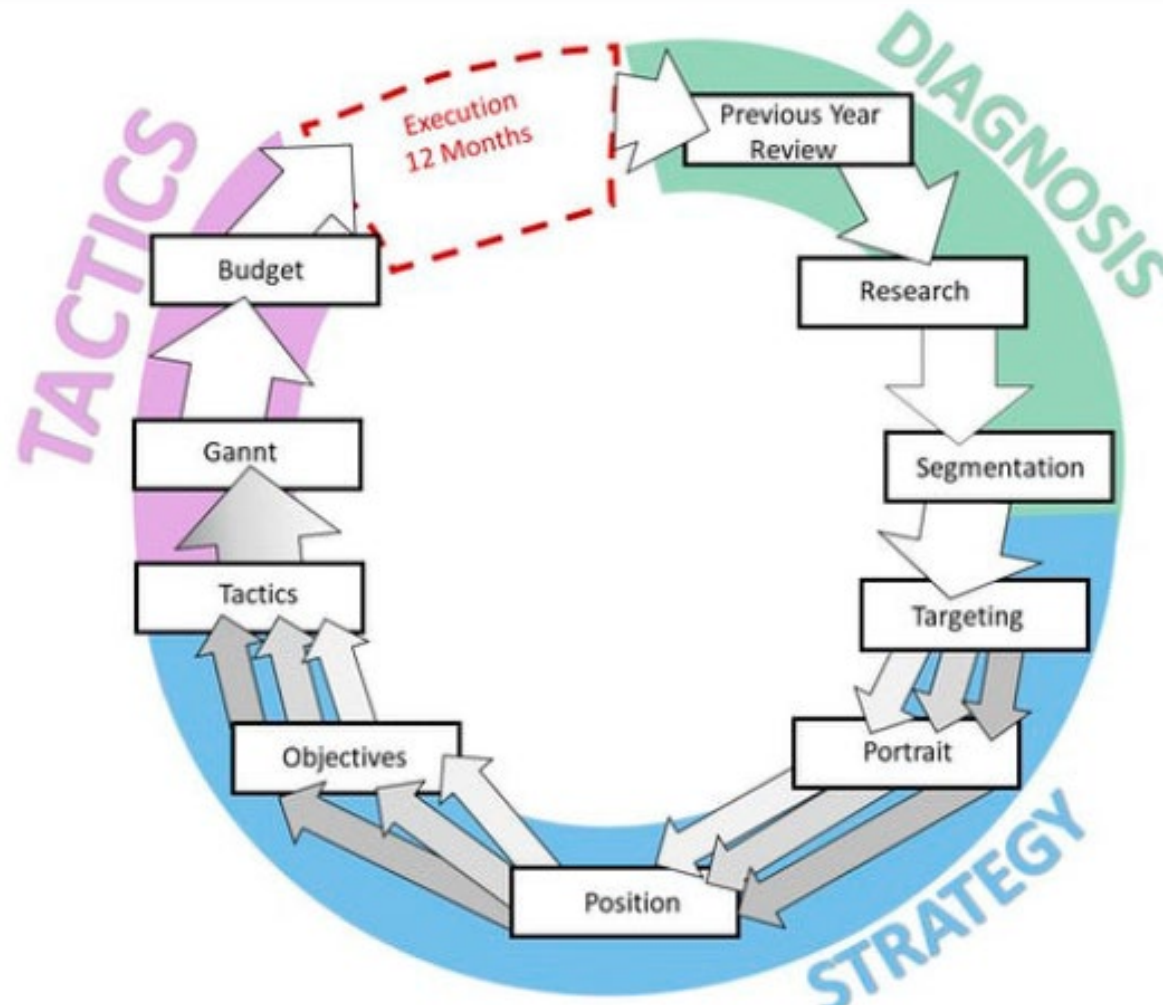 DIAGNOSIS
Previous Year
Review
Research
Segmentation
Targeting
Portrait
STRATEGY
Position
Objectives
TACTICS
Tactics
Gannt
Budget
Execution
12 Months